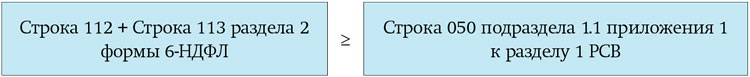 Строка 112 + Строка 113 раздела 2
формы 6-НДФЛ
≥
Строка 050 подраздела 1.1 приложения 1
к разделу 1 РСВ